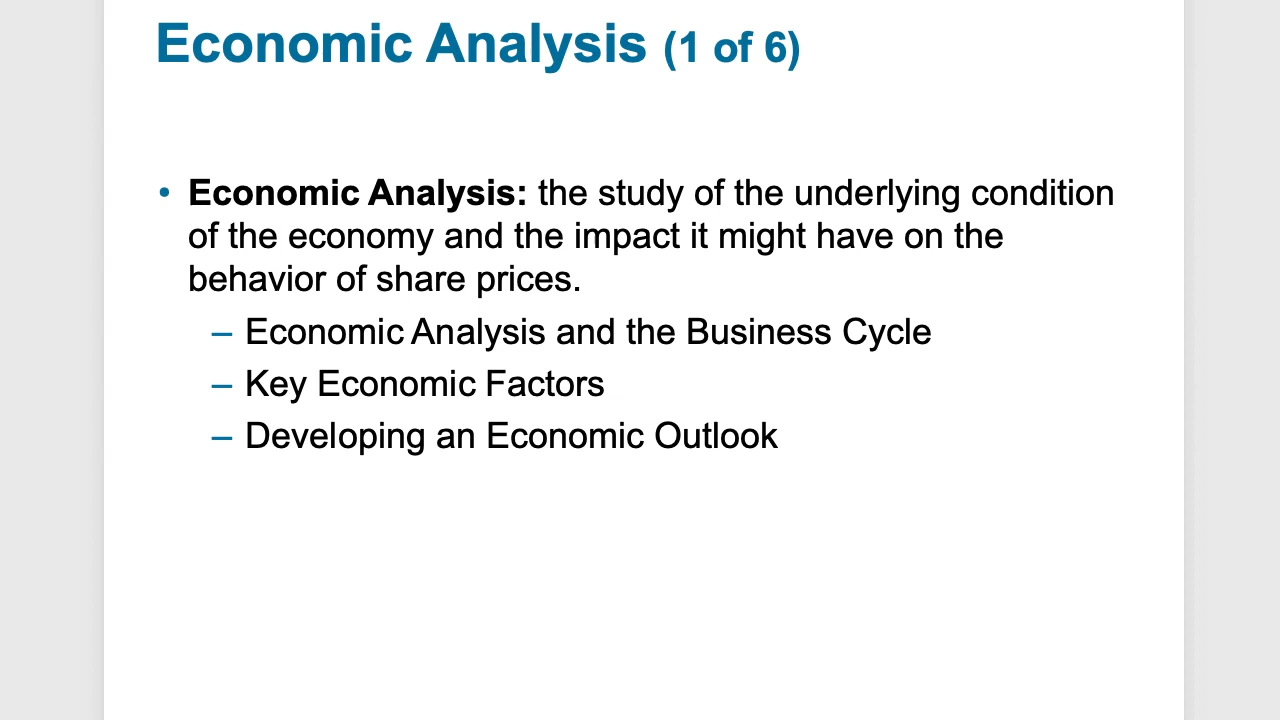 Economic Analysis (1 of 6)
• Economic Analysis: the study of the underlying condition
of the economy and the impact it might have on the
behavior of share prices.
– Economic Analysis and the Business Cycle
– Key Economic Factors
– Developing an Economic Outlook